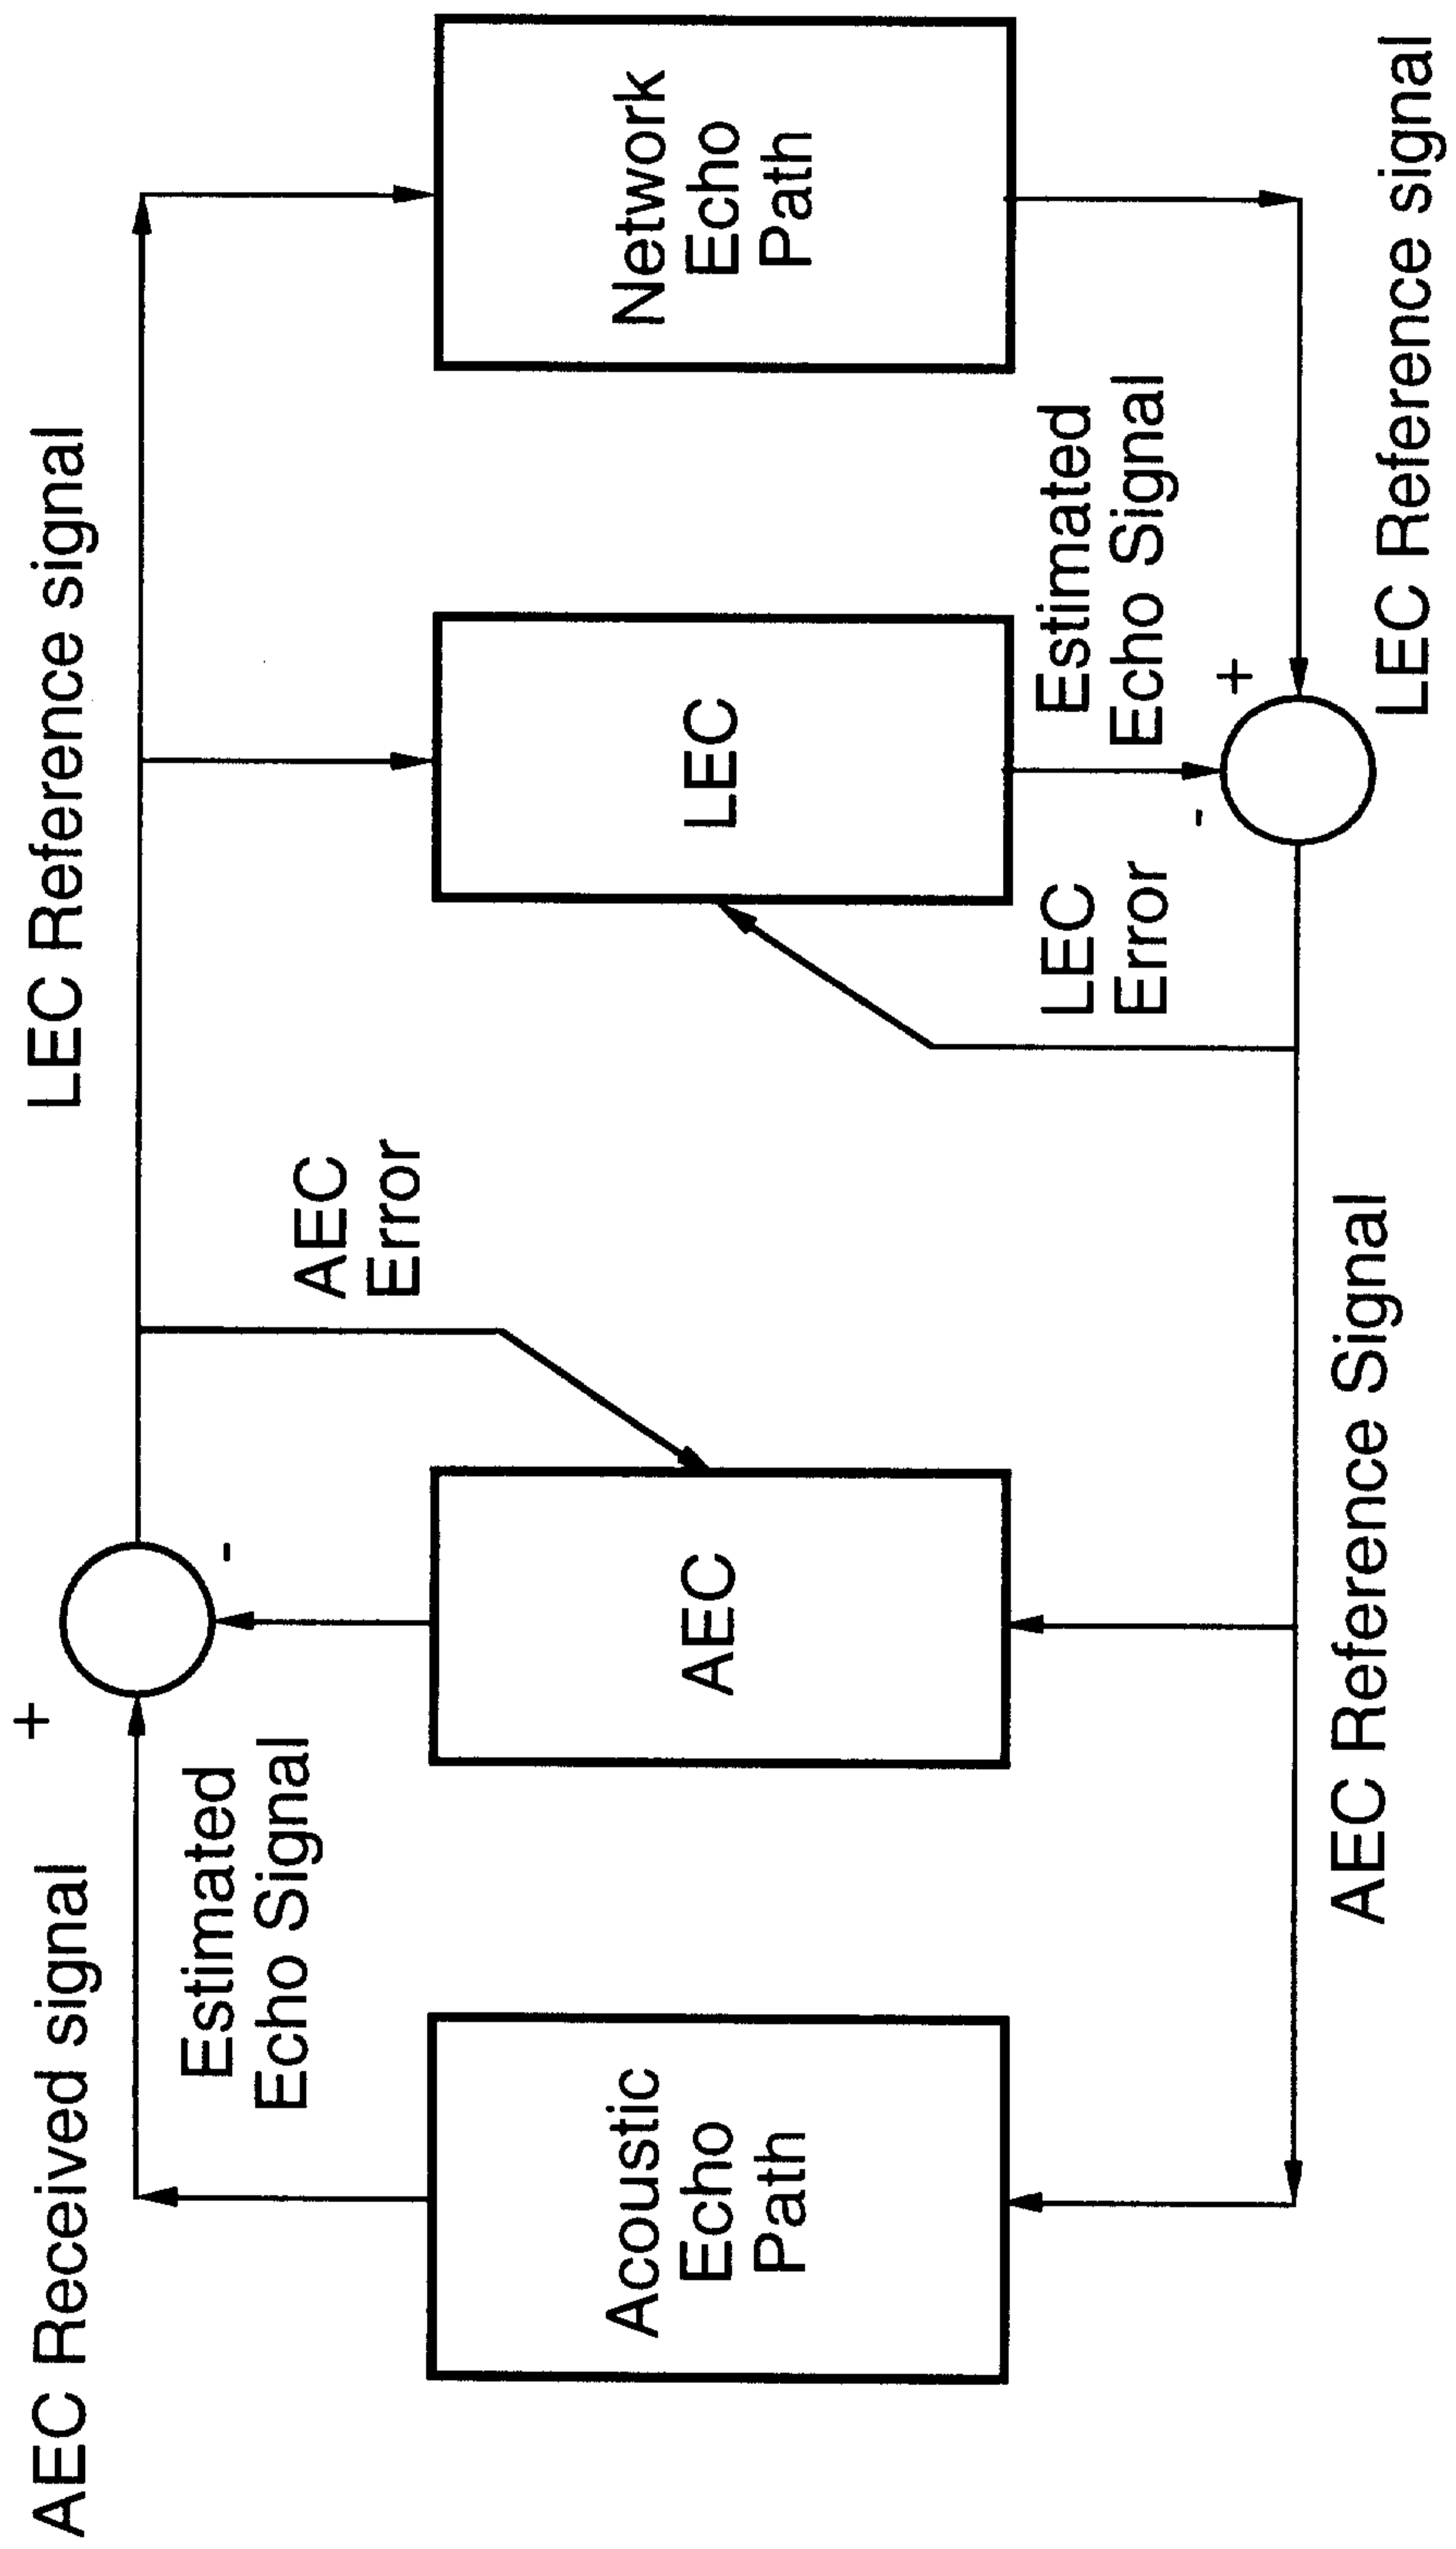 AEC Received signal
LEC Reference signal
+
-
Estimated
Echo Signal
AEC
Error
Acoustic
Echo
Path
AEC
LEC
Network
Echo
Path
LEC
Error
Estimated
Echo Signal
-
+
AEC Reference Signal
LEC Reference signal